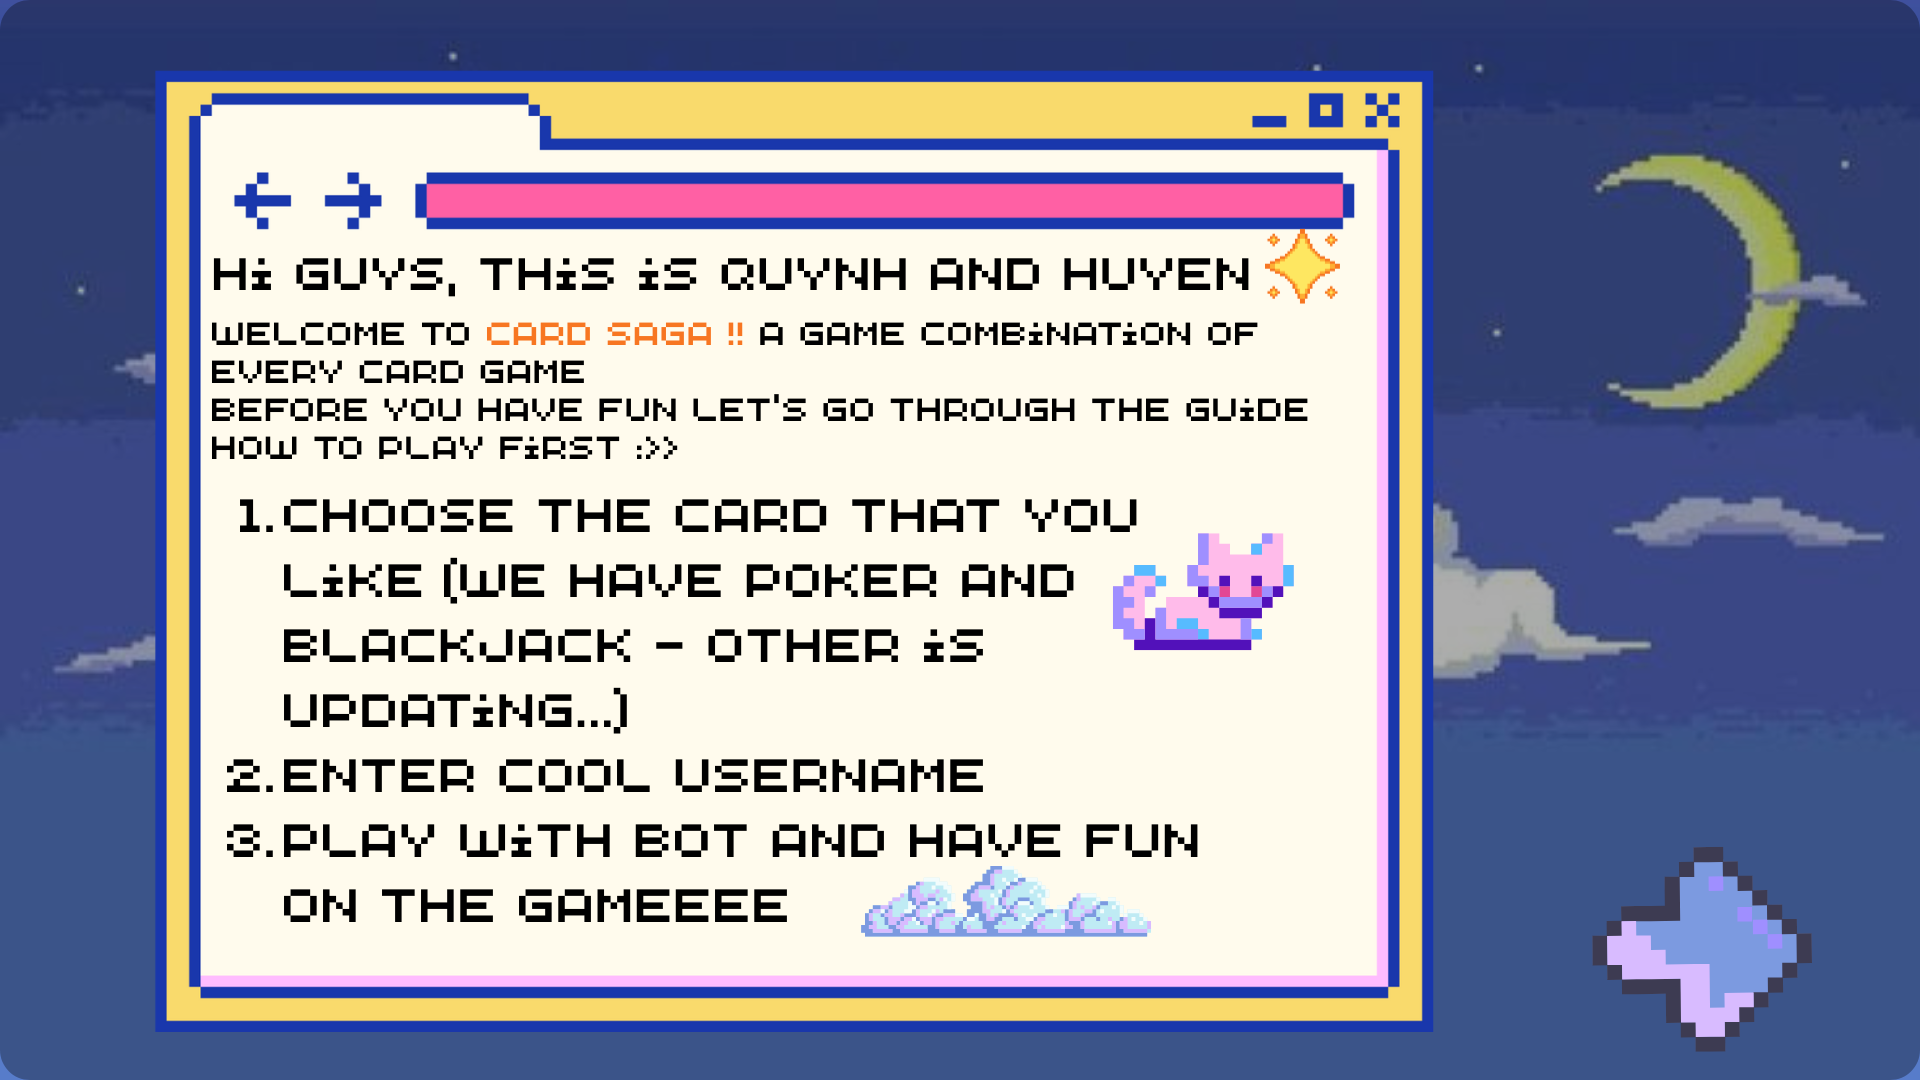 Hi GUYS, THiS iS QUYNH AND HUYEN
WELCOME TO CARD SAGA !! A GAME COMBiNATiON OF
EVERY CARD GAME
BEFORE YOU HAVE FUN LET'S GO THROUGH THE GUiDE
HOW TO PLAY FiRST :>>
1. CHOOSE THE CARD THAT YOU
LiKE (WE HAVE POKER AND
BLACKJACK - OTHER iS
UPDATiNG...)
2. ENTER COOL USERNAME
3. PLAY WiTH BOT AND HAVE FUN
ON THE GAMEEEE